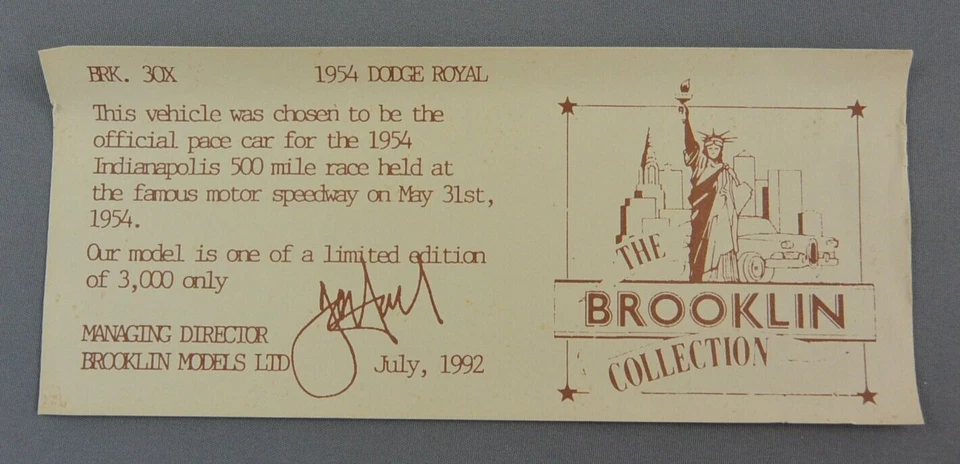 BRK. 30X 1954 DODGE ROYAL
This vehicle was chosen to be the
official pace car for the 1954
Indianapolis 500 mile race held at
the famous motor speedway on May 31st,
1954.
Our model is one of a limited edition
of 3,000 only
MANAGING DIRECTOR
BROOKLIN MODELS LTD July, 1992
THE
BROOKLIN
COLLECTION